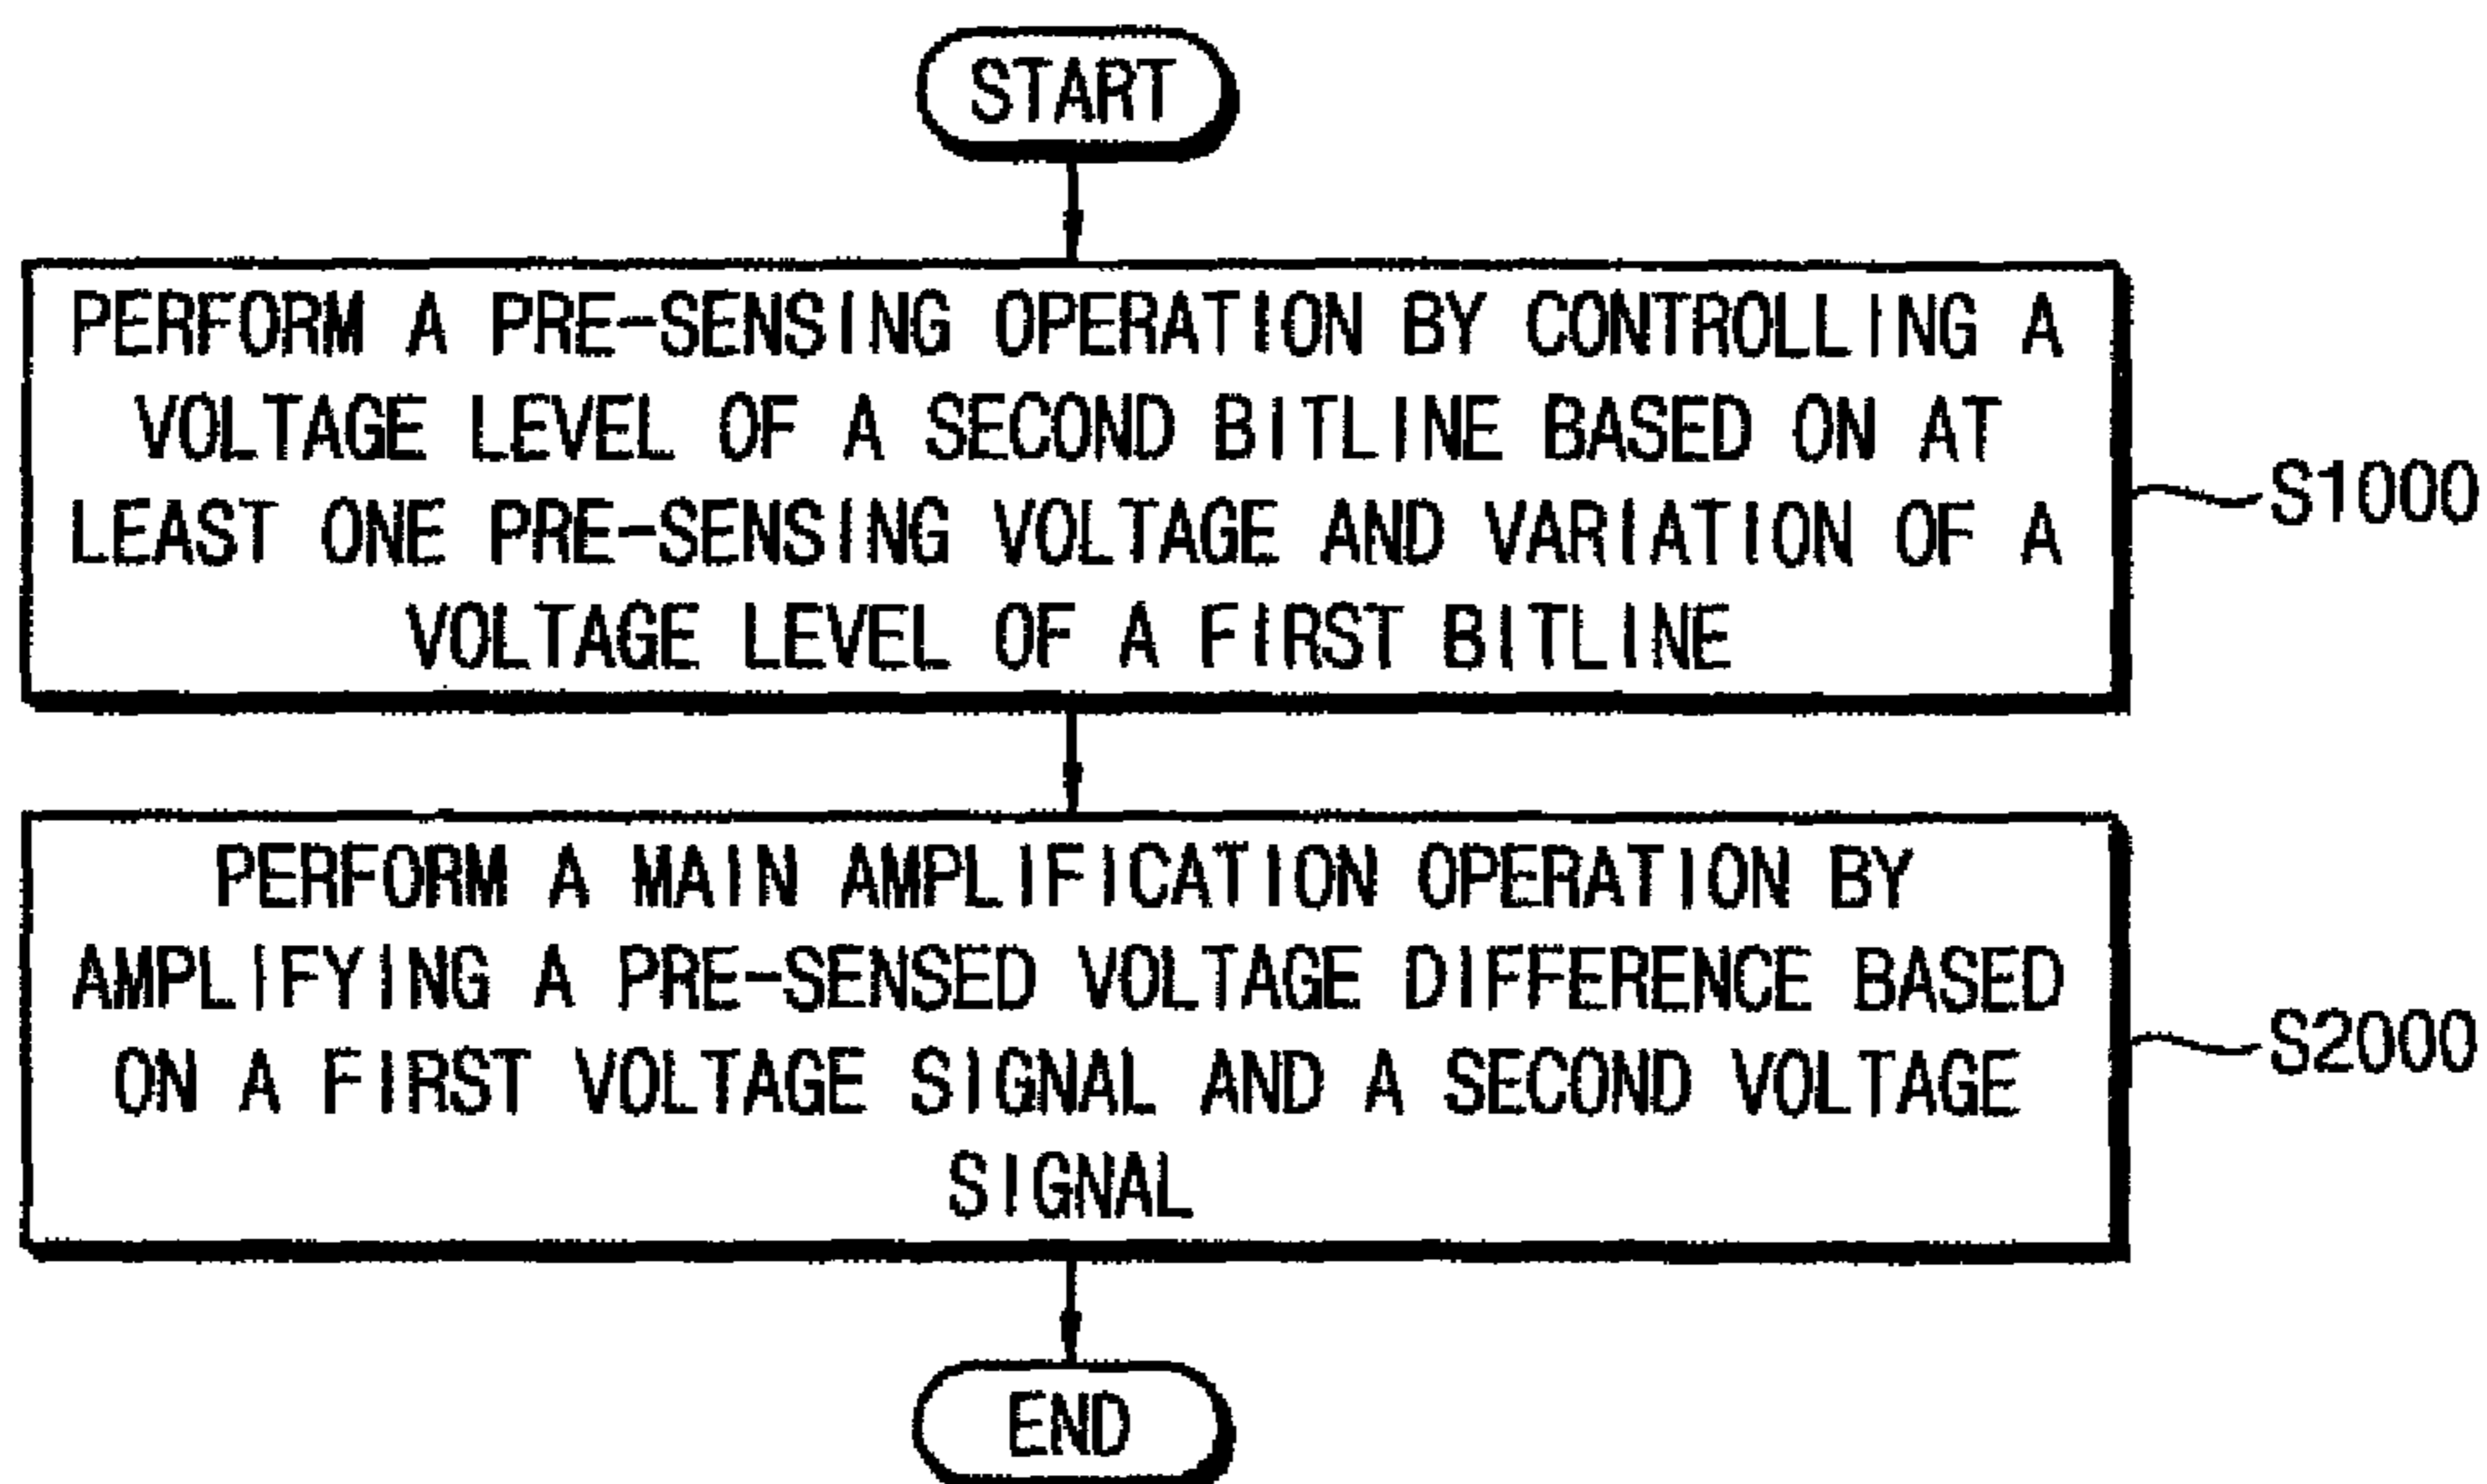 START
PERFORM A PRE-SENSING OPERATION BY CONTROLLING A
VOLTAGE LEVEL OF A SECOND BITLINE BASED ON AT
LEAST ONE PRE-SENSING VOLTAGE AND VARIATION OF A
VOLTAGE LEVEL OF A FIRST BITLINE
S1000
PERFORM A MAIN AMPLIFICATION OPERATION BY
AMPLIFYING A PRE-SENSED VOLTAGE DIFFERENCE BASED
ON A FIRST VOLTAGE SIGNAL AND A SECOND VOLTAGE
SIGNAL
S2000
END